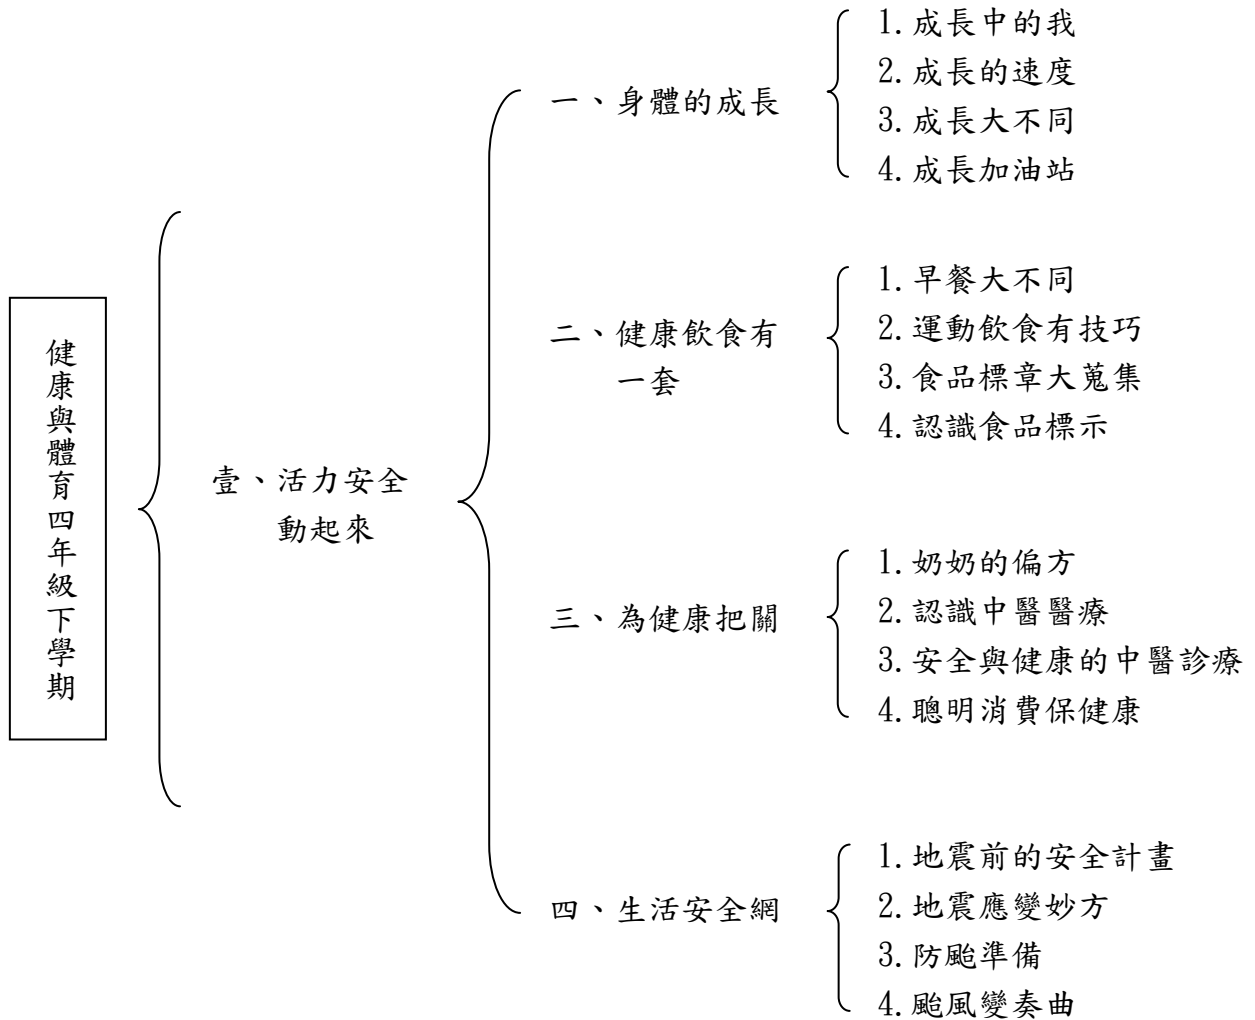 健康與體育四年級下學期
壹、活力安全
動起來
一、身體的成長
1.成長中的我
2.成長的速度
3.成長大不同
4.成長加油站
二、健康飲食有
一套
1.早餐大不同
2.運動飲食有技巧
3.食品標章大蒐集
4.認識食品標示
三、為健康把關
1.奶奶的偏方
2.認識中醫醫療
3.安全與健康的中醫診療
4.聰明消費保健康
四、生活安全網
1.地震前的安全計畫
2.地震應變妙方
3.防颱準備
4.颱風變奏曲